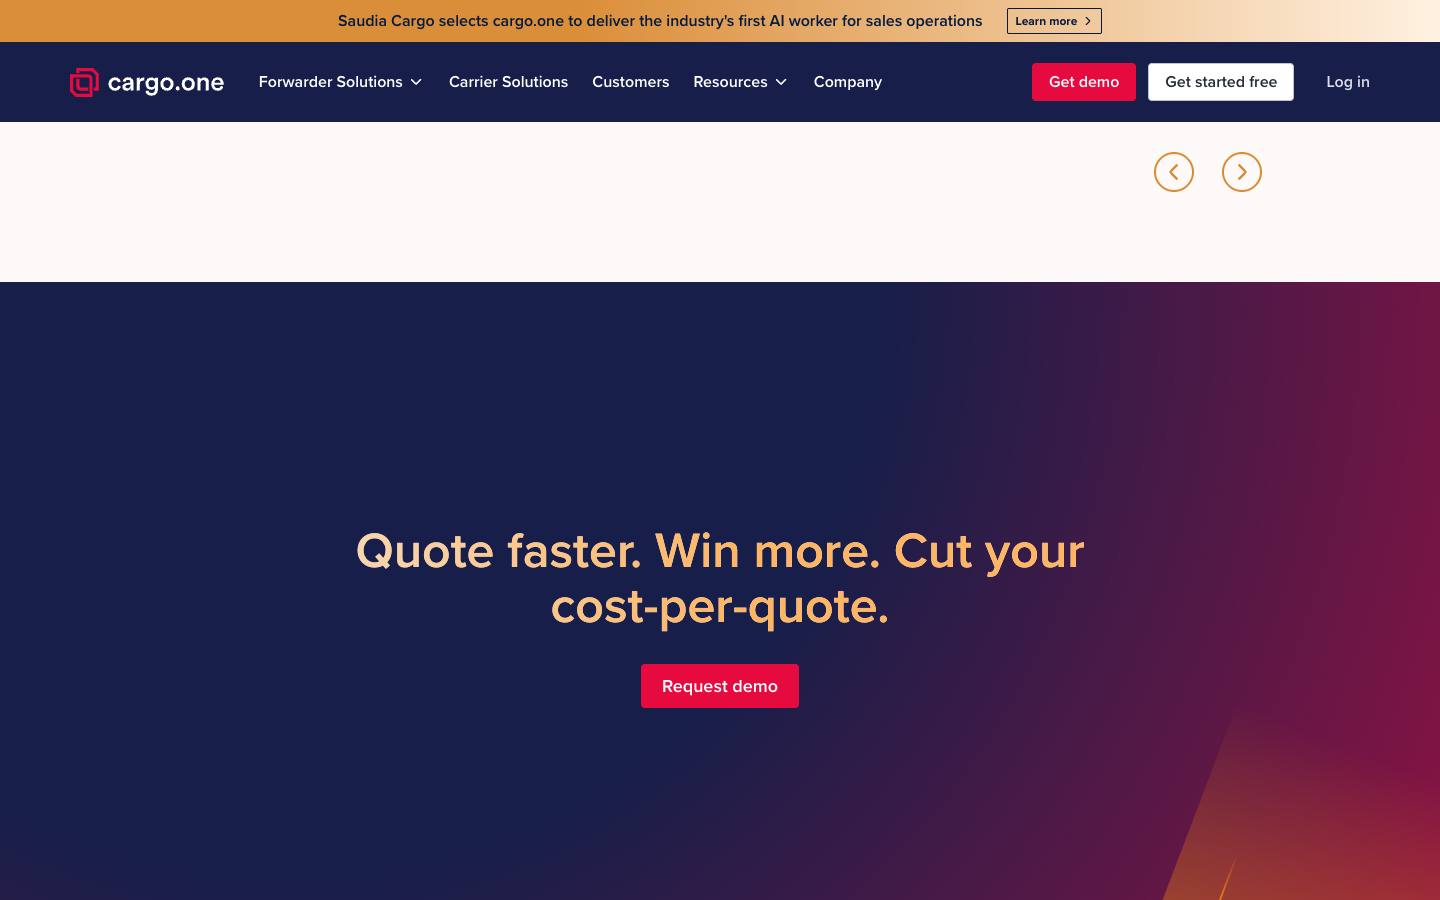 Saudia Cargo selects cargo.one to deliver the industry's first AI worker for sales operations
Learn more
cargo.one
Forwarder Solutions
Carrier Solutions
Customers
Resources
Company
Get demo
Get started free
Log in
Quote faster. Win more. Cut your
cost-per-quote.
Request demo